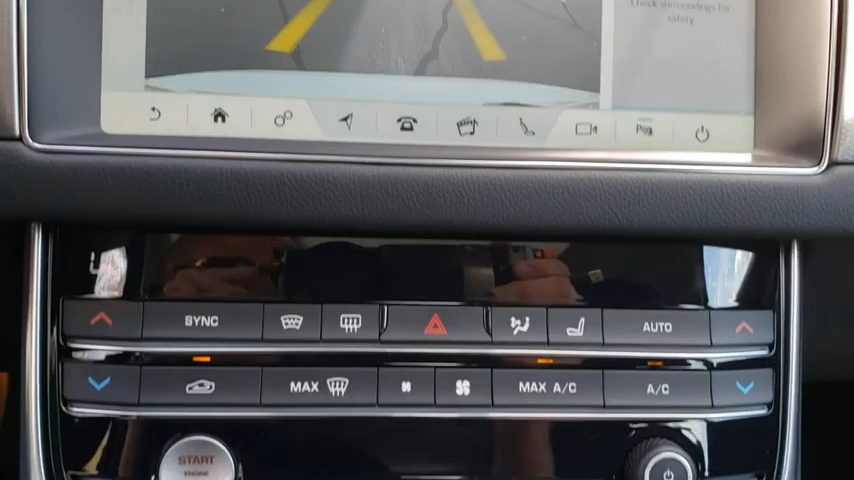 Check surroundings for
safety.
SYNC
AUTO
MAX
MAX A/C
A/C
START
ENGINE